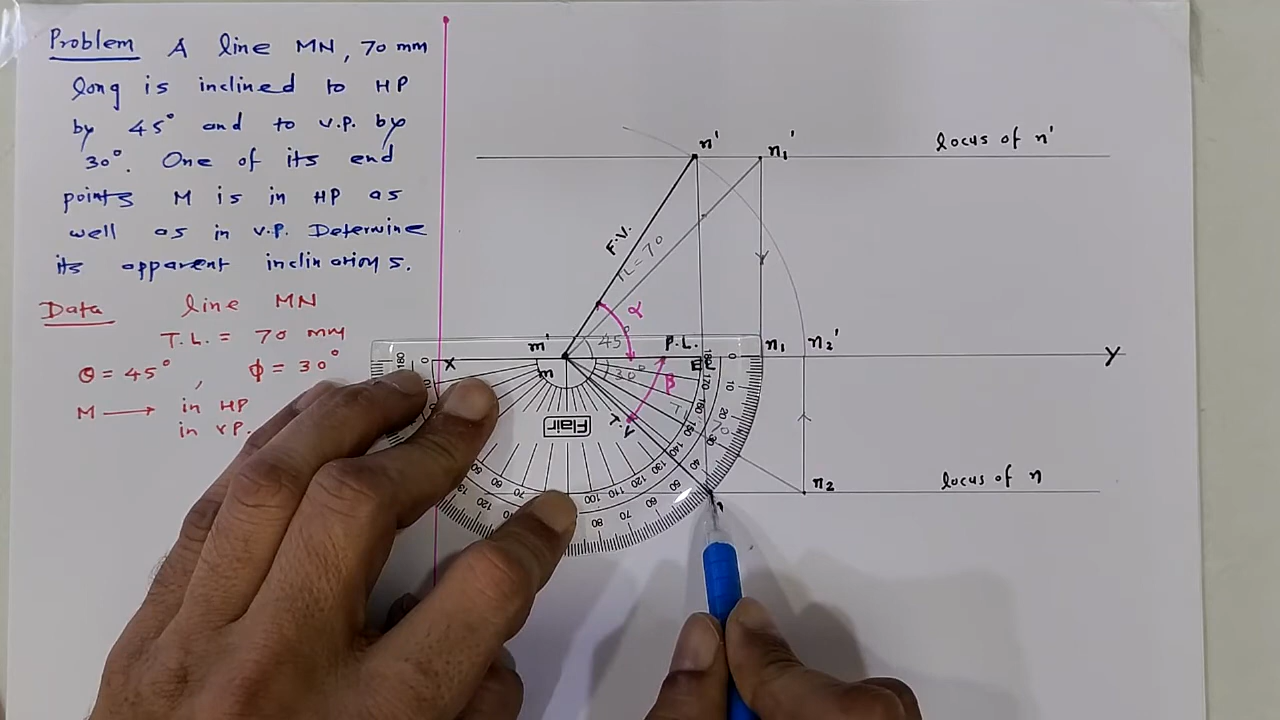 Problem A line MN, 70 mm
long is inclined to HP
by 45° and to V.P. by
30°. One of its end
points M is in HP as
well as in V.P. Determine
its apparent inclinations.
Data line MN
T.L. = 70 mm
θ = 45° , ϕ = 30°
M → in HP
in V.P.
n' n₁' locus of n'
F.V.
TL = 70
α
45°
m' P.L. n₁ n₂'
X Y
m 30° β
T.V
Flair
n₂ locus of n